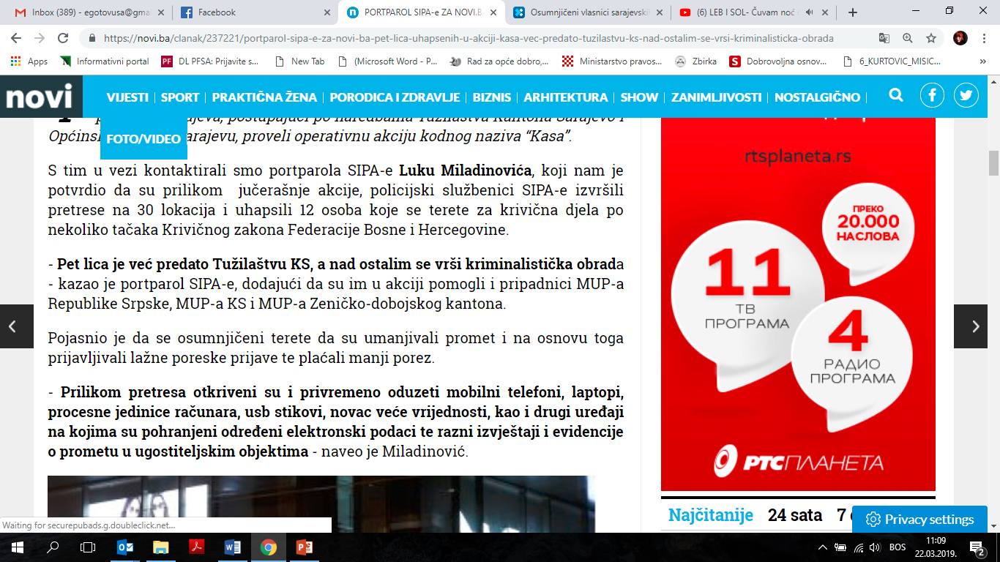 Inbox (389) - egotovusa@gma
Facebook
PORTPAROL SIPA-e ZA NOVI.B
Osumnjičeni vlasnici sarajevskil
(6) LEB I SOL- Čuvam noć
https://novi.ba/clanak/237221/portparol-sipa-e-za-novi-ba-pet-lica-uhapsenih-u-akciji-kasa-vec-predato-tuzilastvu-ks-nad-ostalim-se-vrsi-kriminalisticka-obrada
Apps
Informativni portal
DL PFSA: Prijavite s...
New Tab
(Microsoft Word - P...
Rad za opće dobro,...
Ministarstvo pravos...
Zbirka
Dobrovoljna osnov...
6_KURTOVIC_MISIC...
»
novi
VIJESTI
SPORT
PRAKTIČNA ŽENA
PORODICA I ZDRAVLJE
BIZNIS
ARHITEKTURA
SHOW
ZANIMLJIVOSTI
NOSTALGIČNO
FOTO/VIDEO
postupajući po naredbama Tužilaštva Kantona Sarajevo i
Općinsk arajevu, proveli operativnu akciju kodnog naziva “Kasa”.
S tim u vezi kontaktirali smo portparola SIPA-e Luku Miladinovića, koji nam je
potvrdio da su prilikom jučerašnje akcije, policijski službenici SIPA-e izvršili
pretrese na 30 lokacija i uhapsili 12 osoba koje se terete za krivična djela po
nekoliko tačaka Krivičnog zakona Federacije Bosne i Hercegovine.
- Pet lica je već predato Tužilaštvu KS, a nad ostalim se vrši kriminalistička obrada
- kazao je portparol SIPA-e, dodajući da su im u akciji pomogli i pripadnici MUP-a
Republike Srpske, MUP-a KS i MUP-a Zeničko-dobojskog kantona.
Pojasnio je da se osumnjičeni terete da su umanjivali promet i na osnovu toga
prijavljivali lažne poreske prijave te plaćali manji porez.
- Prilikom pretresa otkriveni su i privremeno oduzeti mobilni telefoni, laptopi,
procesne jedinice računara, usb stikovi, novac veće vrijednosti, kao i drugi uređaji
na kojima su pohranjeni određeni elektronski podaci te razni izvještaji i evidencije
o prometu u ugostiteljskim objektima - naveo je Miladinović.
rtsplaneta.rs
ПРЕКО
20.000
НАСЛОВА
11
ТВ
ПРОГРАМА
4
РАДИО
ПРОГРАМА
РТСПЛАНЕТА
Najčitanije 24 sata 7
Privacy settings
Waiting for securepubads.g.doubleclick.net...
BOS
11:09
22.03.2019.
2